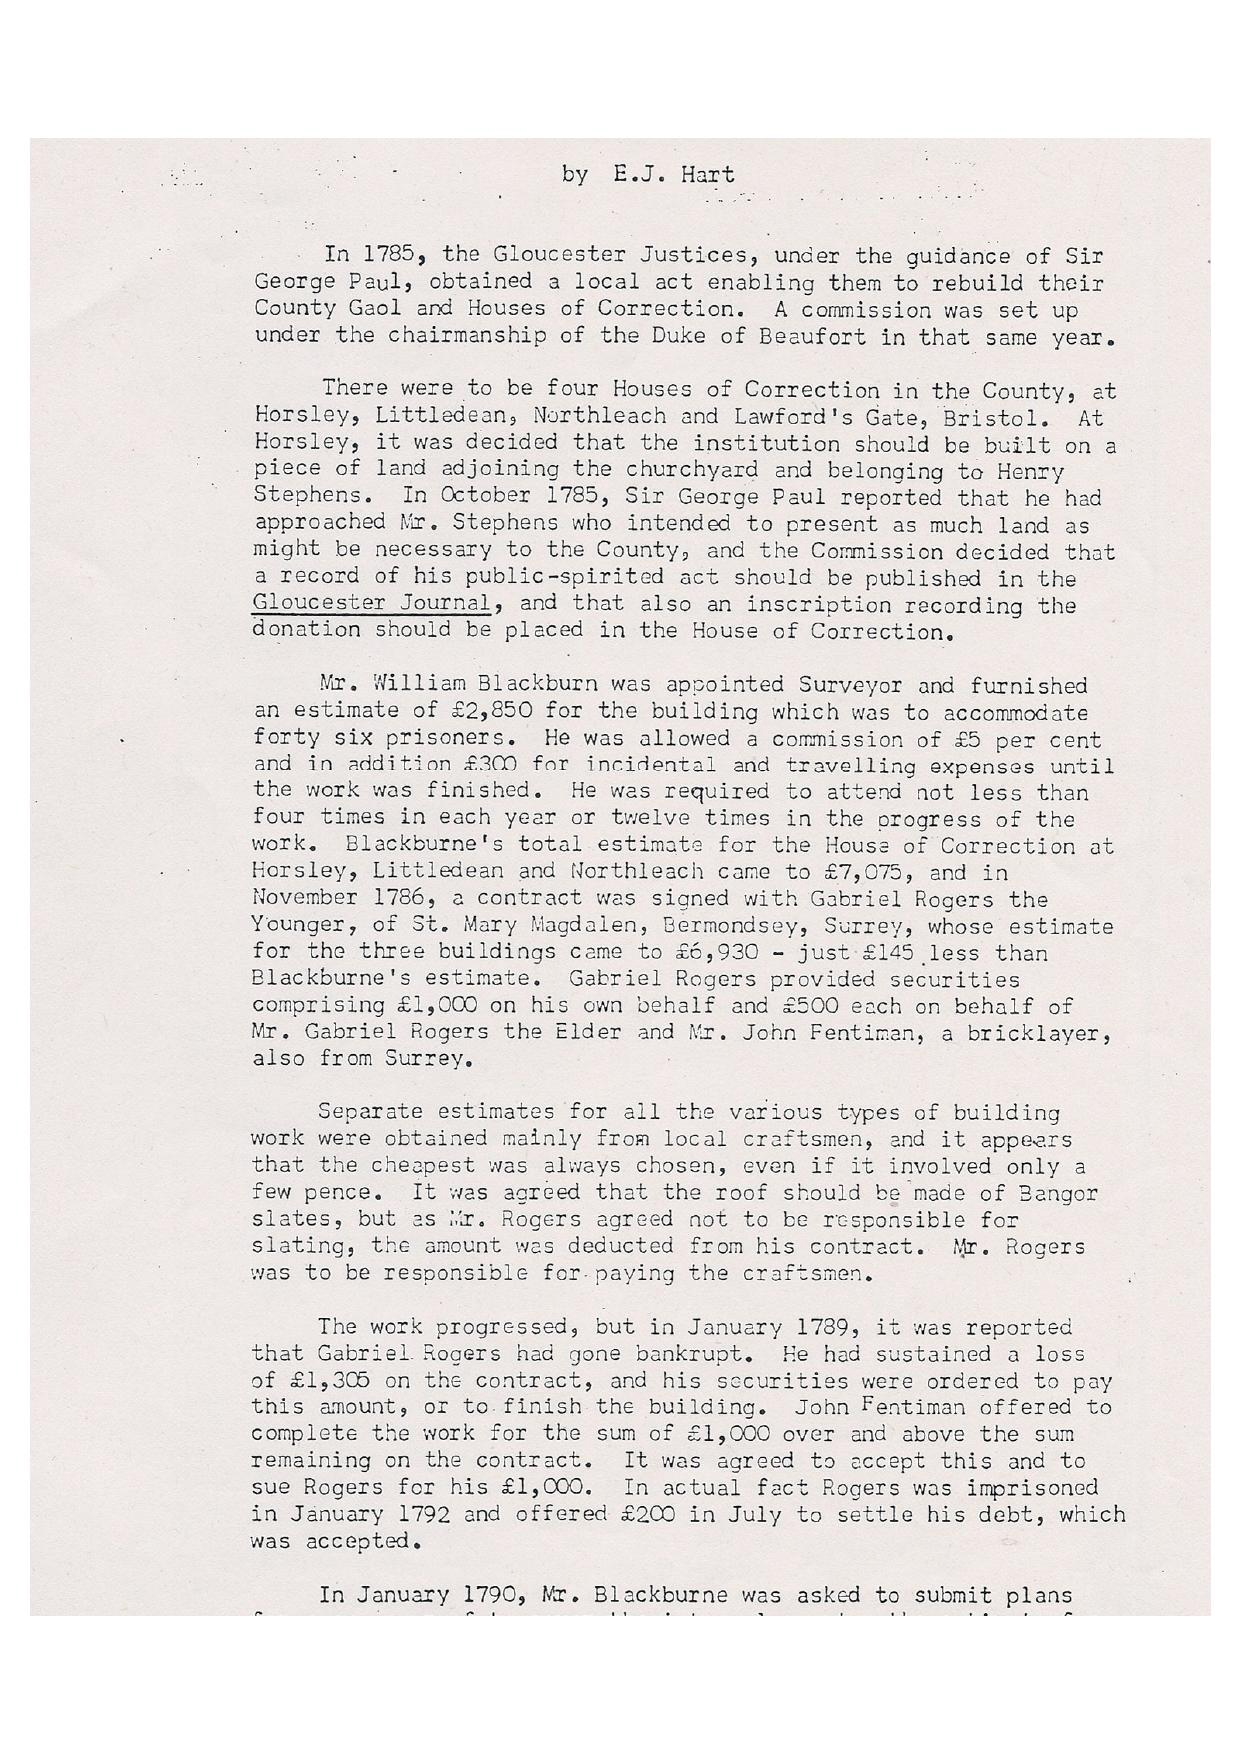 by E.J. Hart
In 1785, the Gloucester Justices, under the guidance of Sir
George Paul, obtained a local act enabling them to rebuild their
County Gaol and Houses of Correction. A commission was set up
under the chairmanship of the Duke of Beaufort in that same year.
There were to be four Houses of Correction in the County, at
Horsley, Littledean, Northleach and Lawford's Gate, Bristol. At
Horsley, it was decided that the institution should be built on a
piece of land adjoining the churchyard and belonging to Henry
Stephens. In October 1785, Sir George Paul reported that he had
approached Mr. Stephens who intended to present as much land as
might be necessary to the County, and the Commission decided that
a record of his public-spirited act should be published in the
Gloucester Journal, and that also an inscription recording the
donation should be placed in the House of Correction.
Mr. William Blackburn was appointed Surveyor and furnished
an estimate of £2,850 for the building which was to accommodate
forty six prisoners. He was allowed a commission of £5 per cent
and in addition £300 for incidental and travelling expenses until
the work was finished. He was required to attend not less than
four times in each year or twelve times in the progress of the
work. Blackburne's total estimate for the House of Correction at
Horsley, Littledean and Northleach came to £7,075, and in
November 1786, a contract was signed with Gabriel Rogers the
Younger, of St. Mary Magdalen, Bermondsey, Surrey, whose estimate
for the three buildings came to £6,930 - just £145 less than
Blackburne's estimate. Gabriel Rogers provided securities
comprising £1,000 on his own behalf and £500 each on behalf of
Mr. Gabriel Rogers the Elder and Mr. John Fentiman, a bricklayer,
also from Surrey.
Separate estimates for all the various types of building
work were obtained mainly from local craftsmen, and it appears
that the cheapest was always chosen, even if it involved only a
few pence. It was agreed that the roof should be made of Bangor
slates, but as Mr. Rogers agreed not to be responsible for
slating, the amount was deducted from his contract. Mr. Rogers
was to be responsible for paying the craftsmen.
The work progressed, but in January 1789, it was reported
that Gabriel Rogers had gone bankrupt. He had sustained a loss
of £1,305 on the contract, and his securities were ordered to pay
this amount, or to finish the building. John Fentiman offered to
complete the work for the sum of £1,000 over and above the sum
remaining on the contract. It was agreed to accept this and to
sue Rogers for his £1,000. In actual fact Rogers was imprisoned
in January 1792 and offered £200 in July to settle his debt, which
was accepted.
In January 1790, Mr. Blackburne was asked to submit plans